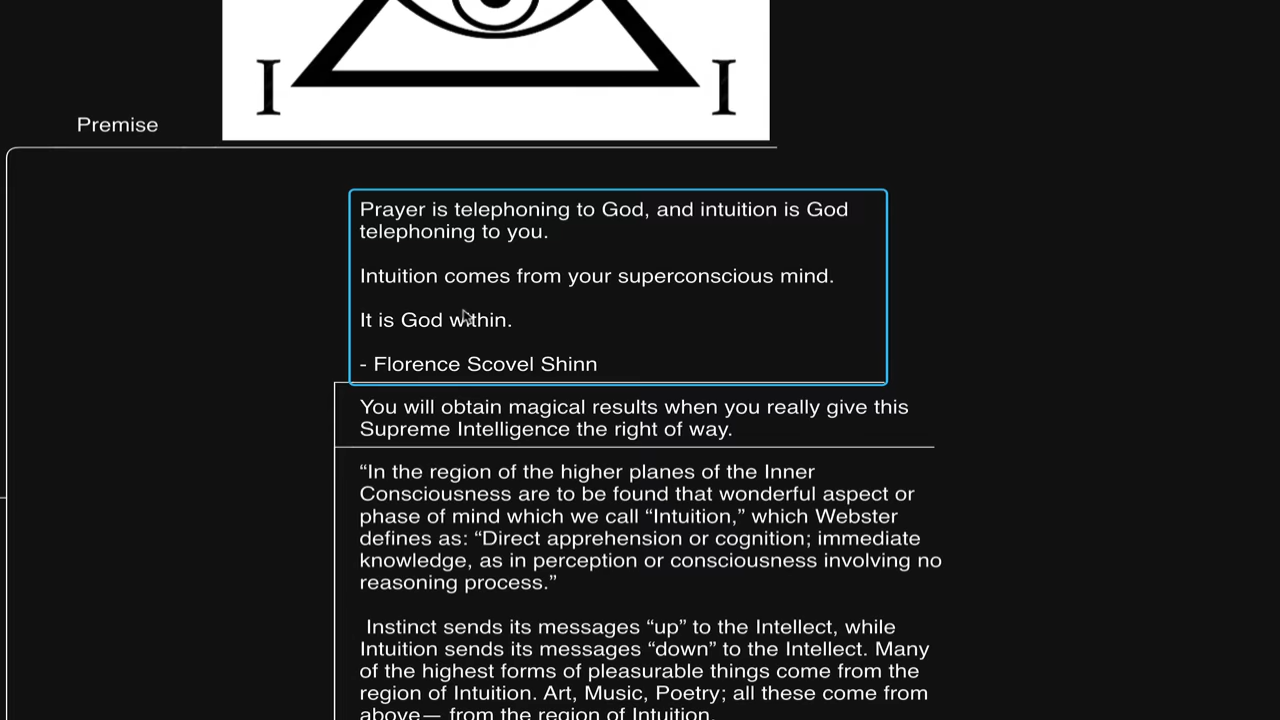 I I
Premise
Prayer is telephoning to God, and intuition is God
telephoning to you.
Intuition comes from your superconscious mind.
It is God within.
- Florence Scovel Shinn
You will obtain magical results when you really give this
Supreme Intelligence the right of way.
“In the region of the higher planes of the Inner
Consciousness are to be found that wonderful aspect or
phase of mind which we call “Intuition,” which Webster
defines as: “Direct apprehension or cognition; immediate
knowledge, as in perception or consciousness involving no
reasoning process.”
Instinct sends its messages “up” to the Intellect, while
Intuition sends its messages “down” to the Intellect. Many
of the highest forms of pleasurable things come from the
region of Intuition. Art, Music, Poetry; all these come from
above— from the region of Intuition.